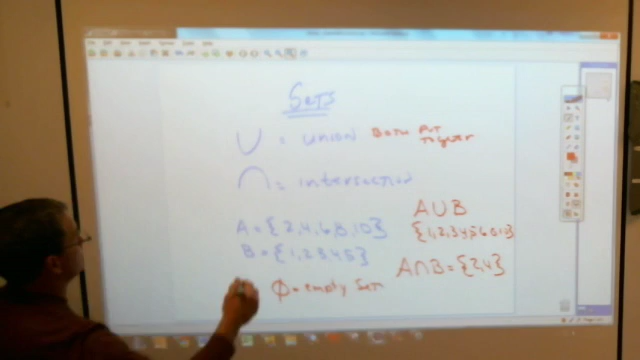 Sets
∪ = union Both Put
together
∩ = intersection
A = {2,4,6,8,10}
B = {1,2,3,4,5}
A∪B
{1,2,3,4,5,6,8,10}
A∩B = {2,4}
∅ = empty Set